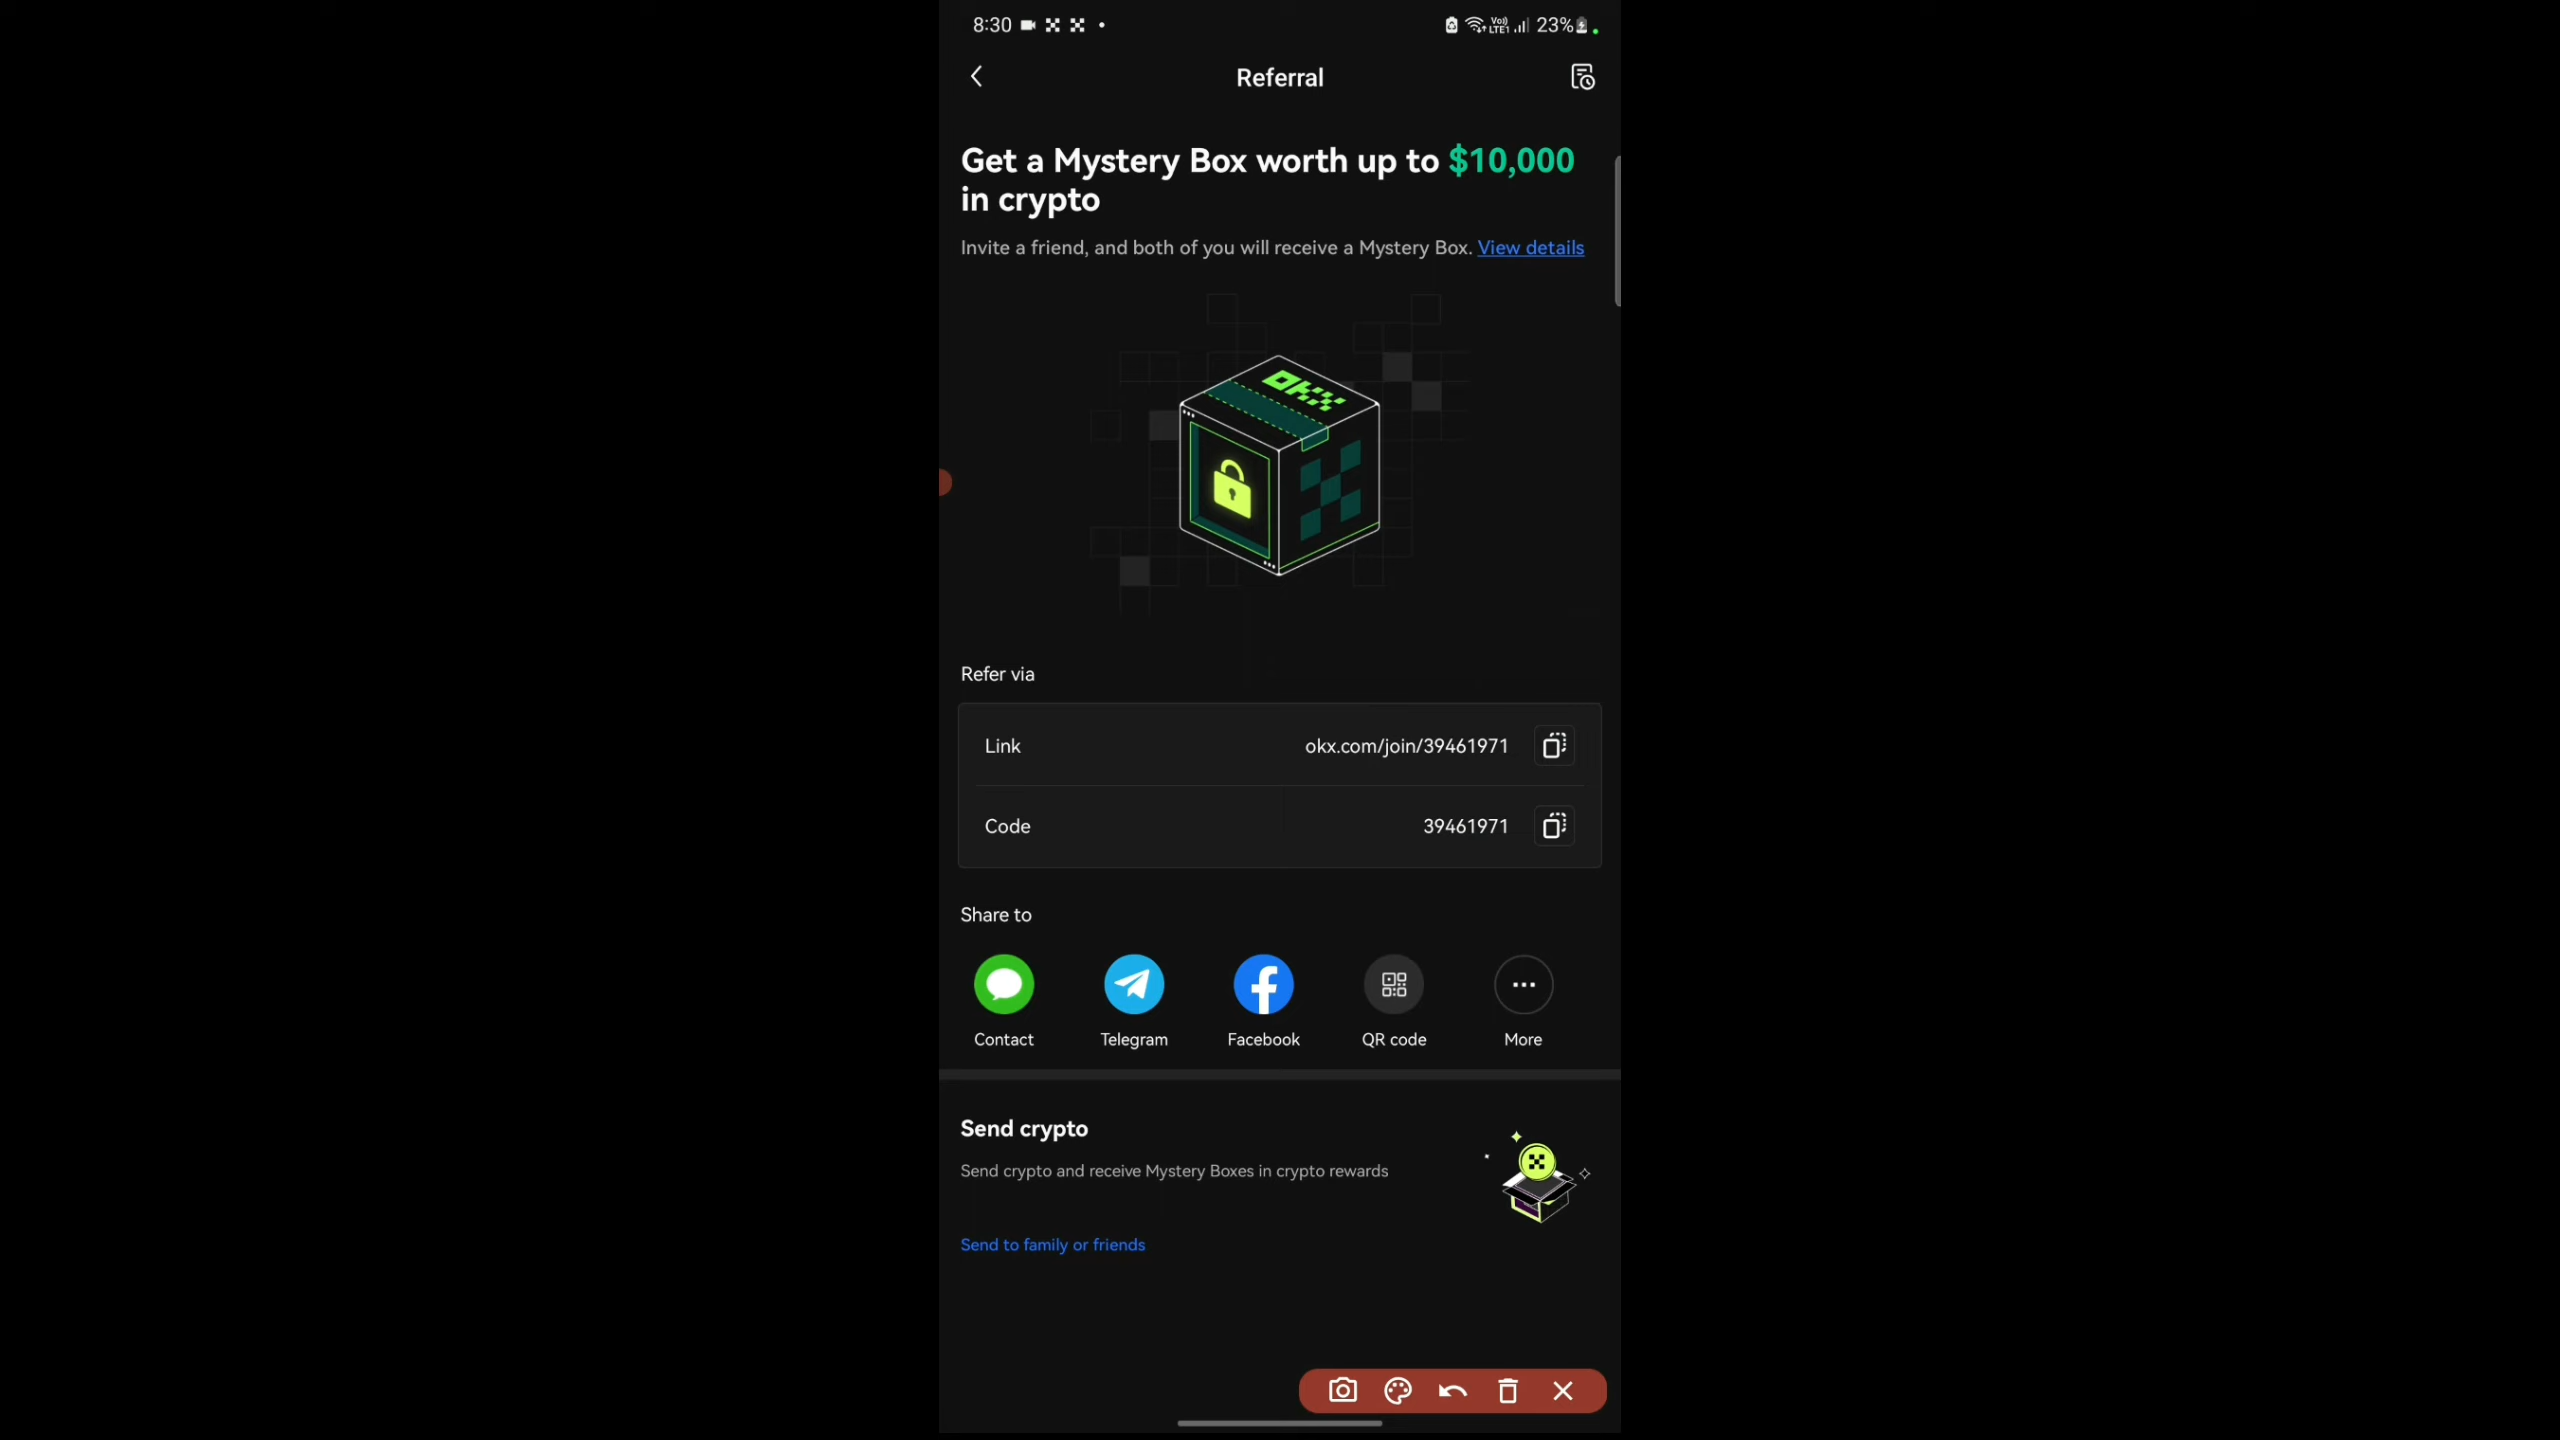 8:30
Vo)) LTE1 23%
Referral
Get a Mystery Box worth up to $10,000
in crypto
Invite a friend, and both of you will receive a Mystery Box. View details
OKX
Refer via
Link okx.com/join/39461971
Code 39461971
Share to
Contact Telegram Facebook QR code More
Send crypto
Send crypto and receive Mystery Boxes in crypto rewards
Send to family or friends